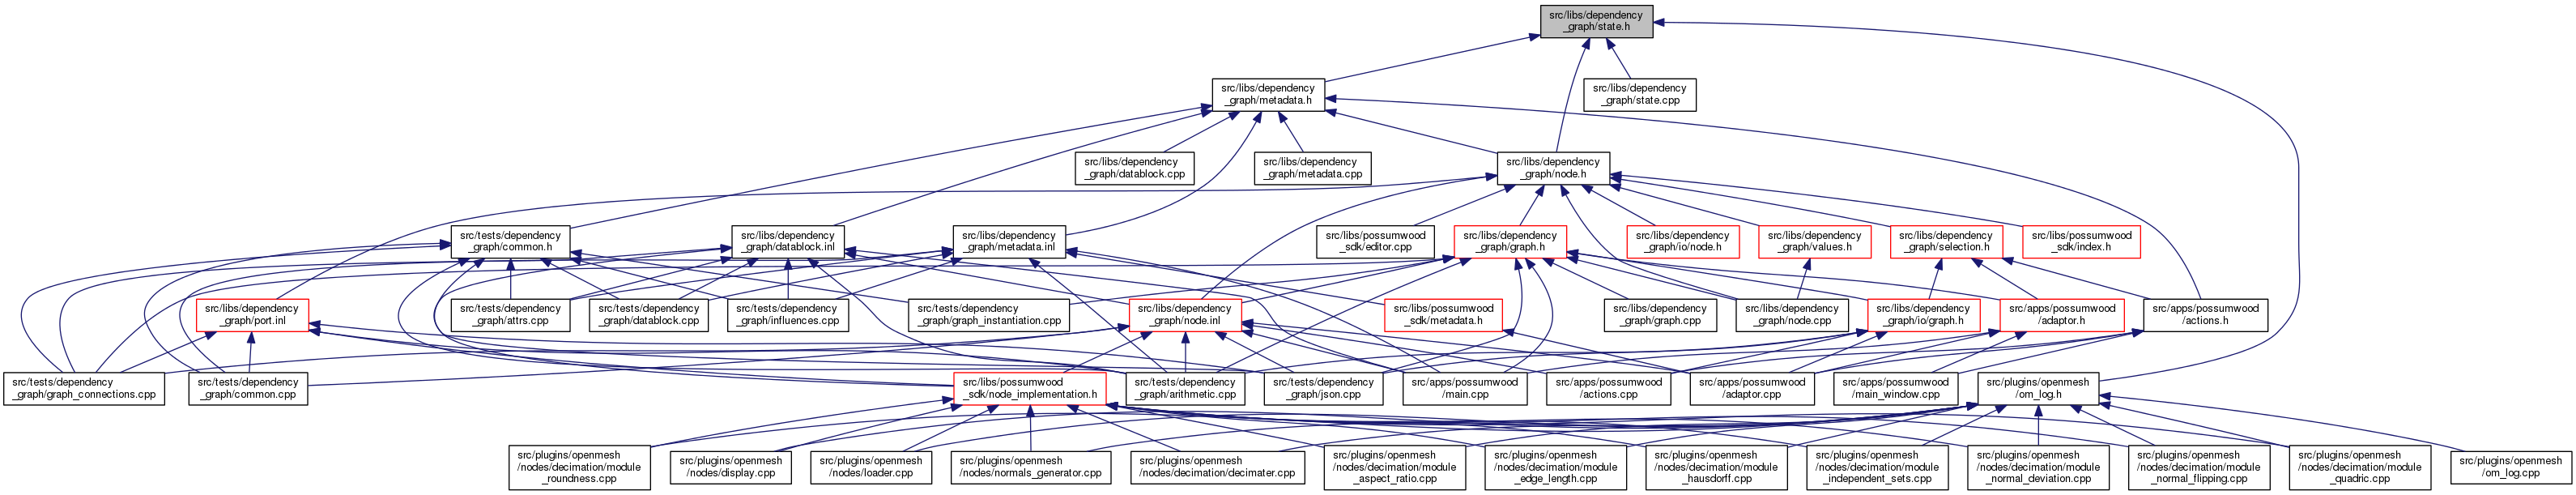 src/libs/dependency
_graph/state.h
src/libs/dependency
_graph/metadata.h
src/libs/dependency
_graph/state.cpp
src/libs/dependency
_graph/datablock.cpp
src/libs/dependency
_graph/metadata.cpp
src/libs/dependency
_graph/node.h
src/tests/dependency
_graph/common.h
src/libs/dependency
_graph/datablock.inl
src/libs/dependency
_graph/metadata.inl
src/libs/possumwood
_sdk/editor.cpp
src/libs/dependency
_graph/graph.h
src/libs/dependency
_graph/io/node.h
src/libs/dependency
_graph/values.h
src/libs/dependency
_graph/selection.h
src/libs/possumwood
_sdk/index.h
src/libs/dependency
_graph/port.inl
src/tests/dependency
_graph/attrs.cpp
src/tests/dependency
_graph/datablock.cpp
src/tests/dependency
_graph/influences.cpp
src/tests/dependency
_graph/graph_instantiation.cpp
src/libs/dependency
_graph/node.inl
src/libs/possumwood
_sdk/metadata.h
src/libs/dependency
_graph/graph.cpp
src/libs/dependency
_graph/node.cpp
src/libs/dependency
_graph/io/graph.h
src/apps/possumwood
/adaptor.h
src/apps/possumwood
/actions.h
src/tests/dependency
_graph/graph_connections.cpp
src/tests/dependency
_graph/common.cpp
src/libs/possumwood
_sdk/node_implementation.h
src/tests/dependency
_graph/arithmetic.cpp
src/tests/dependency
_graph/json.cpp
src/apps/possumwood
/main.cpp
src/apps/possumwood
/actions.cpp
src/apps/possumwood
/adaptor.cpp
src/apps/possumwood
/main_window.cpp
src/plugins/openmesh
/om_log.h
src/plugins/openmesh
/nodes/decimation/module
_roundness.cpp
src/plugins/openmesh
/nodes/display.cpp
src/plugins/openmesh
/nodes/loader.cpp
src/plugins/openmesh
/nodes/normals_generator.cpp
src/plugins/openmesh
/nodes/decimation/decimater.cpp
src/plugins/openmesh
/nodes/decimation/module
_aspect_ratio.cpp
src/plugins/openmesh
/nodes/decimation/module
_edge_length.cpp
src/plugins/openmesh
/nodes/decimation/module
_hausdorff.cpp
src/plugins/openmesh
/nodes/decimation/module
_independent_sets.cpp
src/plugins/openmesh
/nodes/decimation/module
_normal_deviation.cpp
src/plugins/openmesh
/nodes/decimation/module
_normal_flipping.cpp
src/plugins/openmesh
/nodes/decimation/module
_quadric.cpp
src/plugins/openmesh
/om_log.cpp